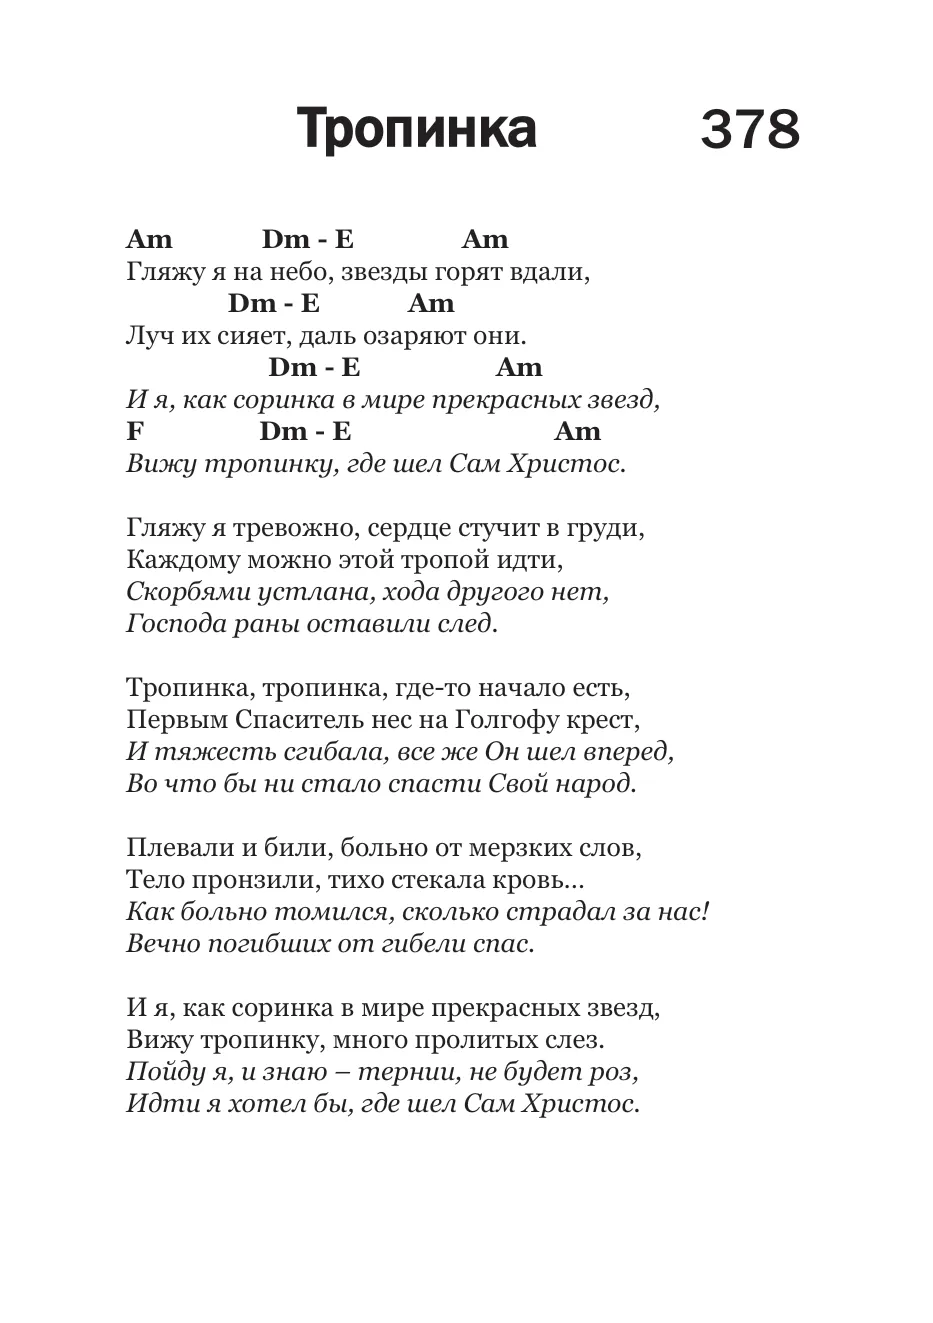 Тропинка 378
Am Dm - E Am
Гляжу я на небо, звезды горят вдали,
Dm - E Am
Луч их сияет, даль озаряют они.
Dm - E Am
И я, как соринка в мире прекрасных звезд,
F Dm - E Am
Вижу тропинку, где шел Сам Христос.
Гляжу я тревожно, сердце стучит в груди,
Каждому можно этой тропой идти,
Скорбями устлана, хода другого нет,
Господа раны оставили след.
Тропинка, тропинка, где-то начало есть,
Первым Спаситель нес на Голгофу крест,
И тяжесть сгибала, все же Он шел вперед,
Во что бы ни стало спасти Свой народ.
Плевали и били, больно от мерзких слов,
Тело пронзили, тихо стекала кровь...
Как больно томился, сколько страдал за нас!
Вечно погибших от гибели спас.
И я, как соринка в мире прекрасных звезд,
Вижу тропинку, много пролитых слез.
Пойду я, и знаю – тернии, не будет роз,
Идти я хотел бы, где шел Сам Христос.